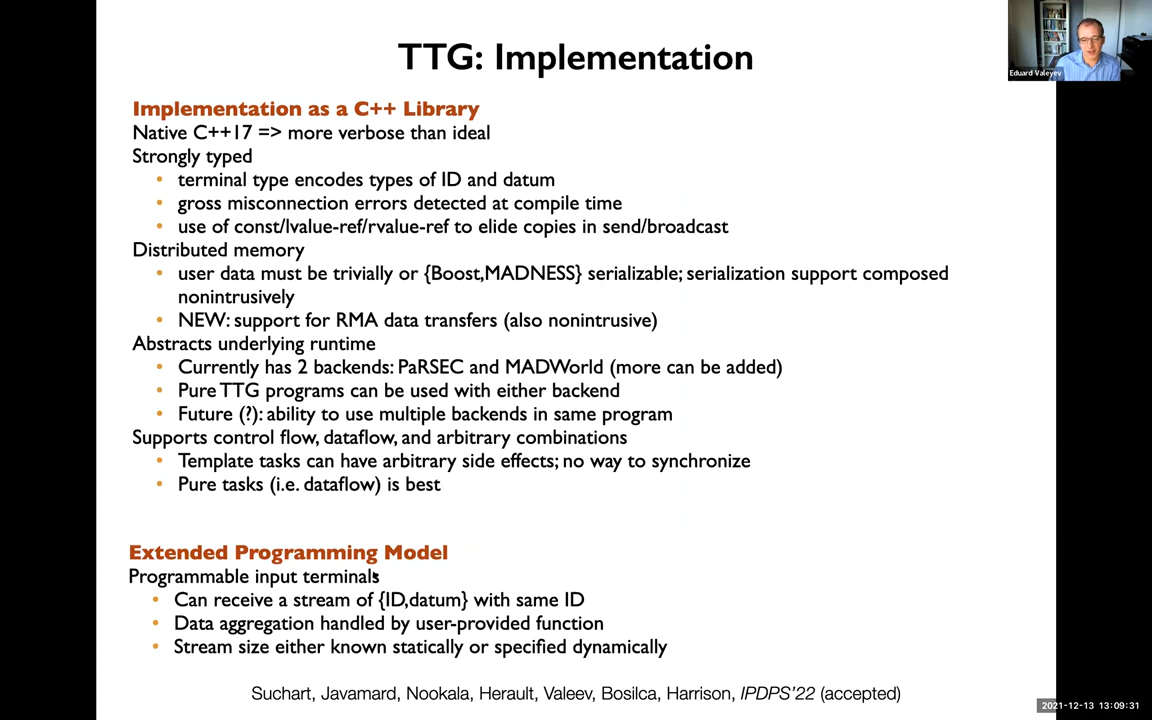 TTG: Implementation
Eduard Valeyev
Implementation as a C++ Library
Native C++17 => more verbose than ideal
Strongly typed
• terminal type encodes types of ID and datum
• gross misconnection errors detected at compile time
• use of const/lvalue-ref/rvalue-ref to elide copies in send/broadcast
Distributed memory
• user data must be trivially or {Boost,MADNESS} serializable; serialization support composed
nonintrusively
• NEW: support for RMA data transfers (also nonintrusive)
Abstracts underlying runtime
• Currently has 2 backends: PaRSEC and MADWorld (more can be added)
• Pure TTG programs can be used with either backend
• Future (?): ability to use multiple backends in same program
Supports control flow, dataflow, and arbitrary combinations
• Template tasks can have arbitrary side effects; no way to synchronize
• Pure tasks (i.e. dataflow) is best
Extended Programming Model
Programmable input terminals
• Can receive a stream of {ID,datum} with same ID
• Data aggregation handled by user-provided function
• Stream size either known statically or specified dynamically
Suchart, Javamard, Nookala, Herault, Valeev, Bosilca, Harrison, IPDPS'22 (accepted)
2021-12-13 13:09:31